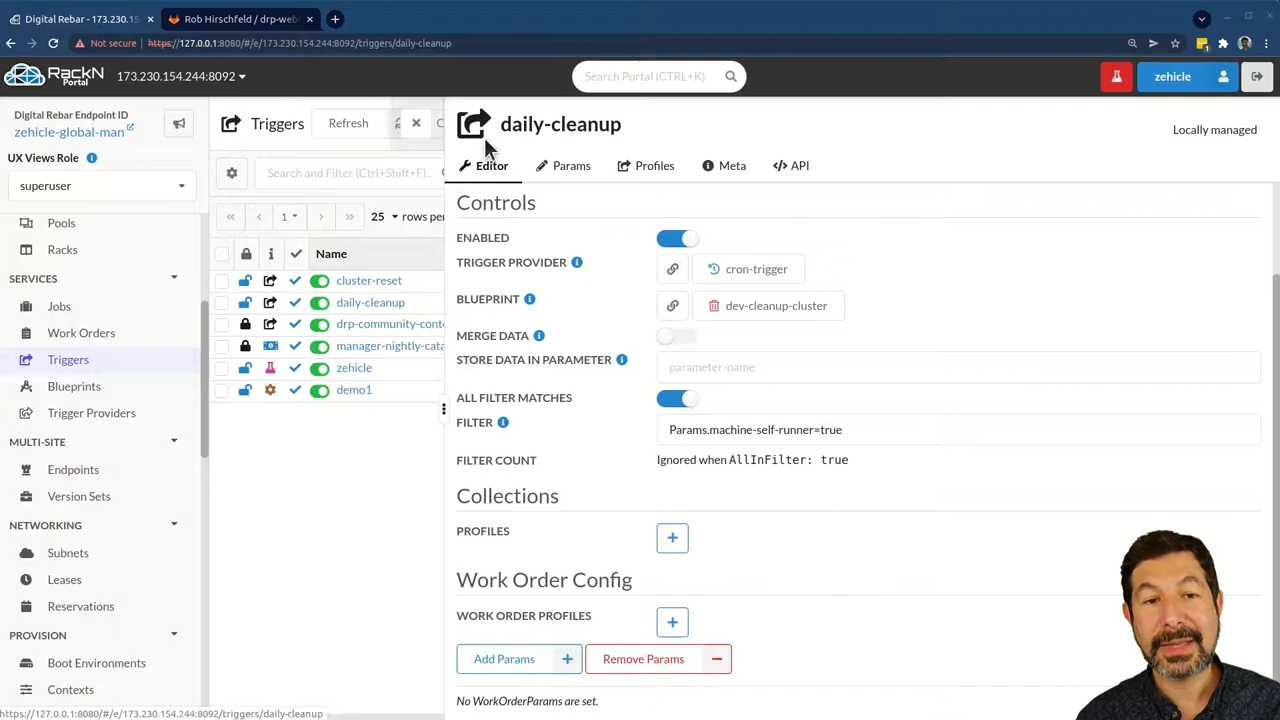 Digital Rebar - 173.230.15
Rob Hirschfeld / drp-web
Not secure
https://127.0.0.1:8080/#/e/173.230.154.244:8092/triggers/daily-cleanup
RackN Portal
173.230.154.244:8092
Search Portal (CTRL+K)
zehicle
Digital Rebar Endpoint ID
zehicle-global-man
UX Views Role
superuser
Pools
Racks
SERVICES
Jobs
Work Orders
Triggers
Blueprints
Trigger Providers
MULTI-SITE
Endpoints
Version Sets
NETWORKING
Subnets
Leases
Reservations
PROVISION
Boot Environments
Contexts
https://127.0.0.1:8080/#/e/173.230.154.244:8092/triggers/daily-cleanup
Triggers
Refresh
C
Search and Filter (Ctrl+Shift+F)..
1
25 rows per
Name
cluster-reset
daily-cleanup
drp-community-conte
manager-nightly-cata
zehicle
demo1
daily-cleanup
Locally managed
Editor
Params
Profiles
Meta
API
Controls
ENABLED
TRIGGER PROVIDER
cron-trigger
BLUEPRINT
dev-cleanup-cluster
MERGE DATA
STORE DATA IN PARAMETER
parameter-name
ALL FILTER MATCHES
FILTER
Params.machine-self-runner=true
FILTER COUNT
Ignored when AllInFilter: true
Collections
PROFILES
Work Order Config
WORK ORDER PROFILES
Add Params
Remove Params
No WorkOrderParams are set.